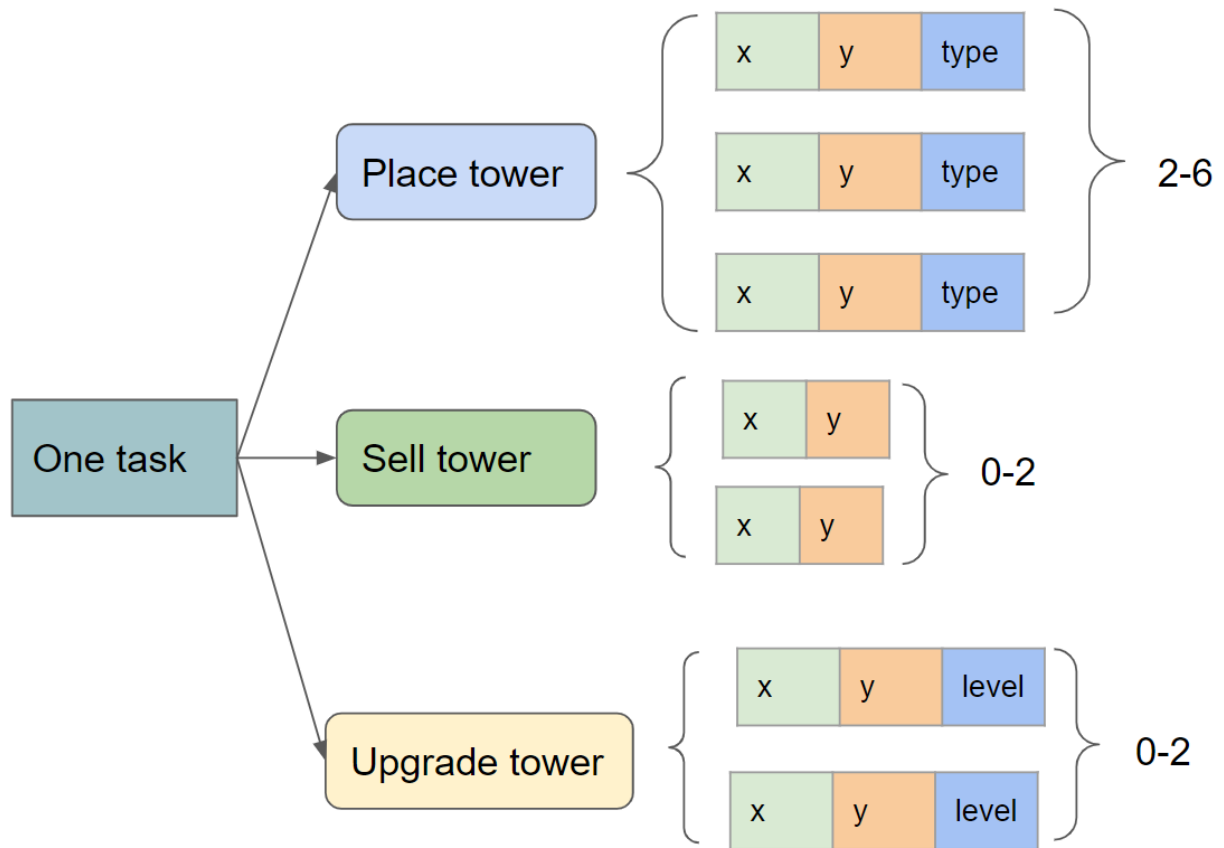 x y type
Place tower
x y type
2-6
x y type
One task
Sell tower
x y
x y
0-2
Upgrade tower
x y level
x y level
0-2